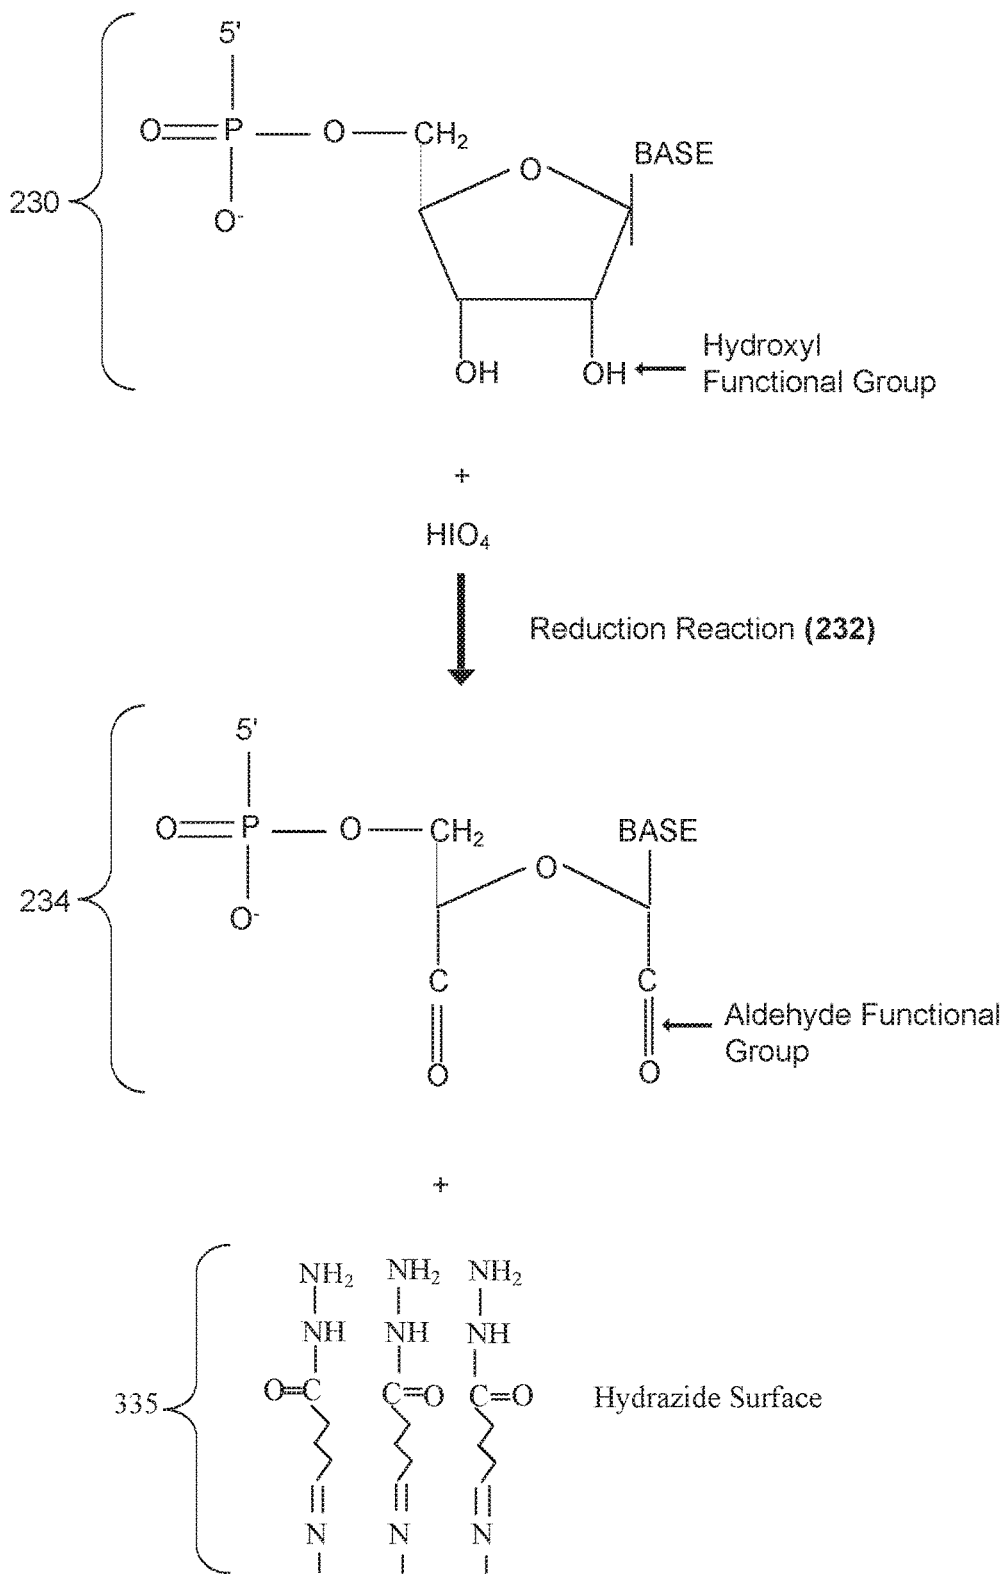 5'
O=P—O—CH₂
BASE
O
230
O⁻
OH OH
Hydroxyl
Functional Group
+
HIO₄
Reduction Reaction (232)
5'
O=P—O—CH₂
BASE
O
234
O⁻
C C
Aldehyde Functional
Group
O O
+
NH₂ NH₂ NH₂
NH NH NH
335
O=C C=O C=O
Hydrazide Surface
N N N